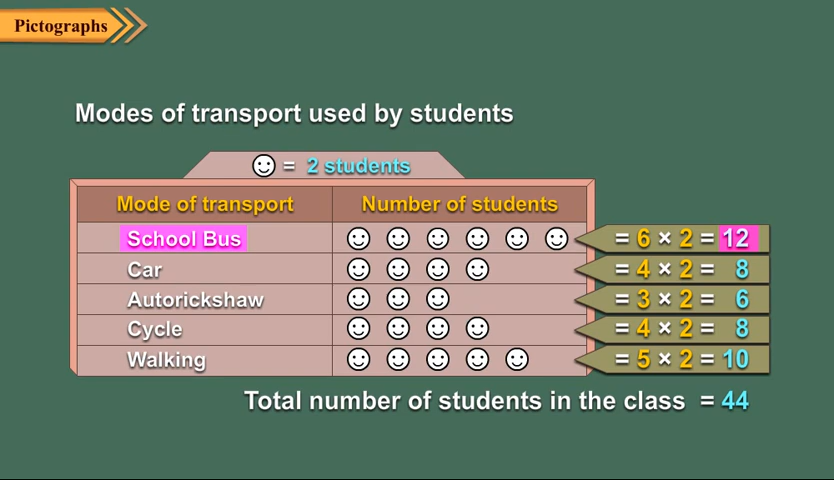 Pictographs
Modes of transport used by students
= 2 students
Mode of transport Number of students
School Bus = 6 × 2 = 12
Car = 4 × 2 = 8
Autorickshaw = 3 × 2 = 6
Cycle = 4 × 2 = 8
Walking = 5 × 2 = 10
Total number of students in the class = 44